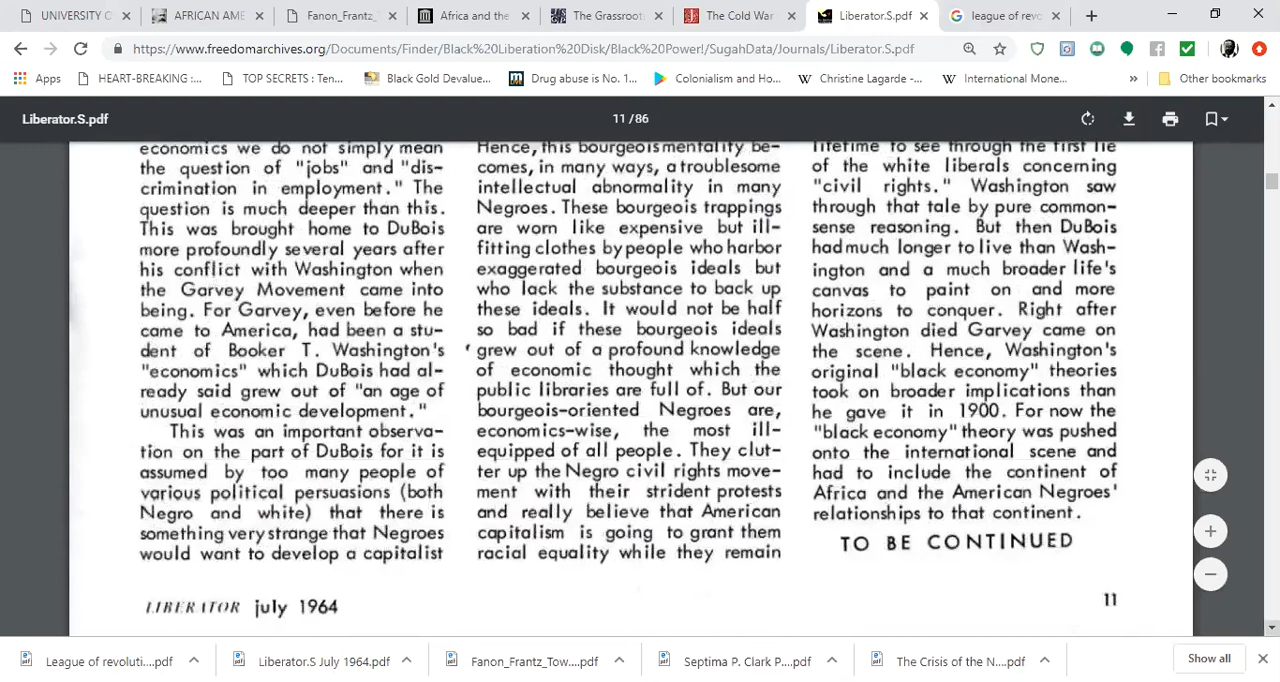 UNIVERSITY C
AFRICAN AME
Fanon_Frantz_
Africa and the
The Grassroot
The Cold War
Liberator.S.pdf
league of revo
https://www.freedomarchives.org/Documents/Finder/Black%20Liberation%20Disk/Black%20Power!/SugahData/Journals/Liberator.S.pdf
Apps
HEART-BREAKING :...
TOP SECRETS : Ten...
Black Gold Devalue...
Drug abuse is No. 1...
Colonialism and Ho...
Christine Lagarde -...
International Mone...
»
Other bookmarks
Liberator.S.pdf
11 / 86
economics we do not simply mean
the question of "jobs" and "dis-
crimination in employment." The
question is much deeper than this.
This was brought home to DuBois
more profoundly several years after
his conflict with Washington when
the Garvey Movement came into
being. For Garvey, even before he
came to America, had been a stu-
dent of Booker T. Washington's
"economics" which DuBois had al-
ready said grew out of "an age of
unusual economic development."
This was an important observa-
tion on the part of DuBois for it is
assumed by too many people of
various political persuasions (both
Negro and white) that there is
something very strange that Negroes
would want to develop a capitalist
Hence, this bourgeois mentality be-
comes, in many ways, a troublesome
intellectual abnormality in many
Negroes. These bourgeois trappings
are worn like expensive but ill-
fitting clothes by people who harbor
exaggerated bourgeois ideals but
who lack the substance to back up
these ideals. It would not be half
so bad if these bourgeois ideals
grew out of a profound knowledge
of economic thought which the
public libraries are full of. But our
bourgeois-oriented Negroes are,
economics-wise, the most ill-
equipped of all people. They clut-
ter up the Negro civil rights move-
ment with their strident protests
and really believe that American
capitalism is going to grant them
racial equality while they remain
lifetime to see through the first lie
of the white liberals concerning
"civil rights." Washington saw
through that tale by pure common-
sense reasoning. But then DuBois
had much longer to live than Wash-
ington and a much broader life's
canvas to paint on and more
horizons to conquer. Right after
Washington died Garvey came on
the scene. Hence, Washington's
original "black economy" theories
took on broader implications than
he gave it in 1900. For now the
"black economy" theory was pushed
onto the international scene and
had to include the continent of
Africa and the American Negroes'
relationships to that continent.
TO BE CONTINUED
LIBERATOR july 1964
11
League of revoluti....pdf
Liberator.S July 1964.pdf
Fanon_Frantz_Tow....pdf
Septima P. Clark P....pdf
The Crisis of the N....pdf
Show all